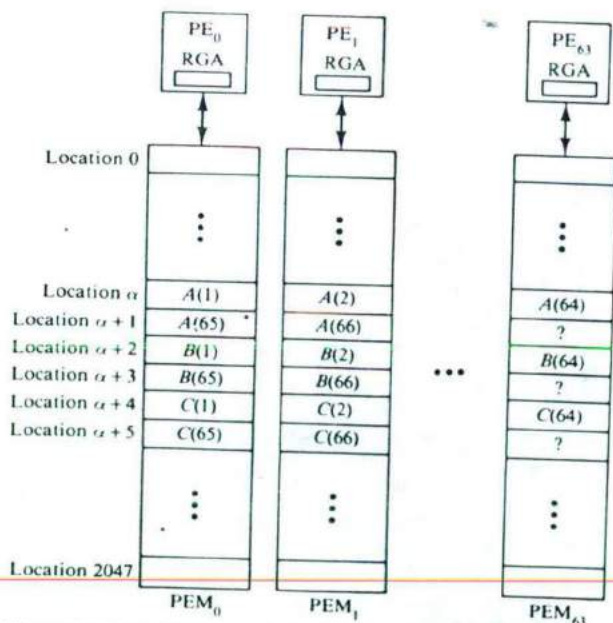 PE0 PE1 PE63
RGA RGA RGA
Location 0
Location α A(1) A(2) A(64)
Location α + 1 A(65) A(66) ?
Location α + 2 B(1) B(2) B(64)
Location α + 3 B(65) B(66) ?
Location α + 4 C(1) C(2) C(64)
Location α + 5 C(65) C(66) ?
Location 2047
PEM0 PEM1 PEM63